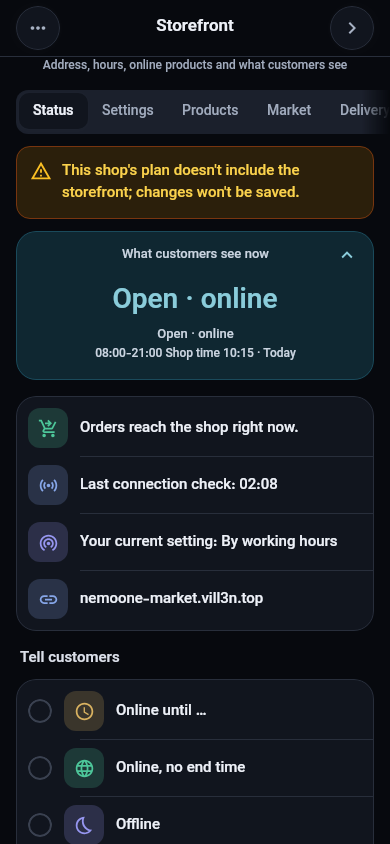 Storefront
Address, hours, online products and what customers see
Status
Settings
Products
Market
Delivery
This shop's plan doesn't include the
storefront; changes won't be saved.
What customers see now
Open · online
Open · online
08:00-21:00 Shop time 10:15 · Today
Orders reach the shop right now.
Last connection check: 02:08
Your current setting: By working hours
nemoone-market.vill3n.top
Tell customers
Online until …
Online, no end time
Offline